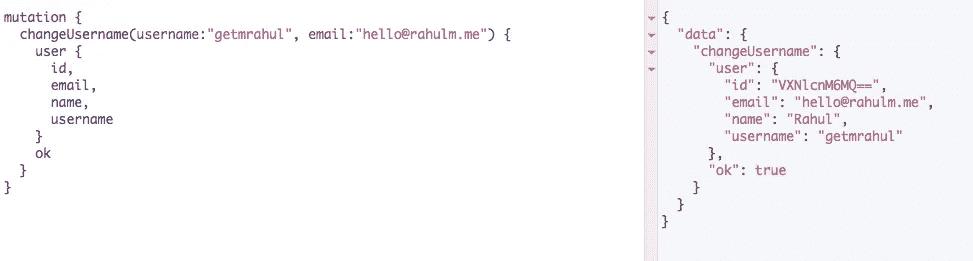 mutation {
  changeUsername(username:"getmrahul", email:"hello@rahulm.me") {
    user {
      id,
      email,
      name,
      username
    }
    ok
  }
}
{
  "data": {
    "changeUsername": {
      "user": {
        "id": "VXNlcnM6MQ==",
        "email": "hello@rahulm.me",
        "name": "Rahul",
        "username": "getmrahul"
      },
      "ok": true
    }
  }
}